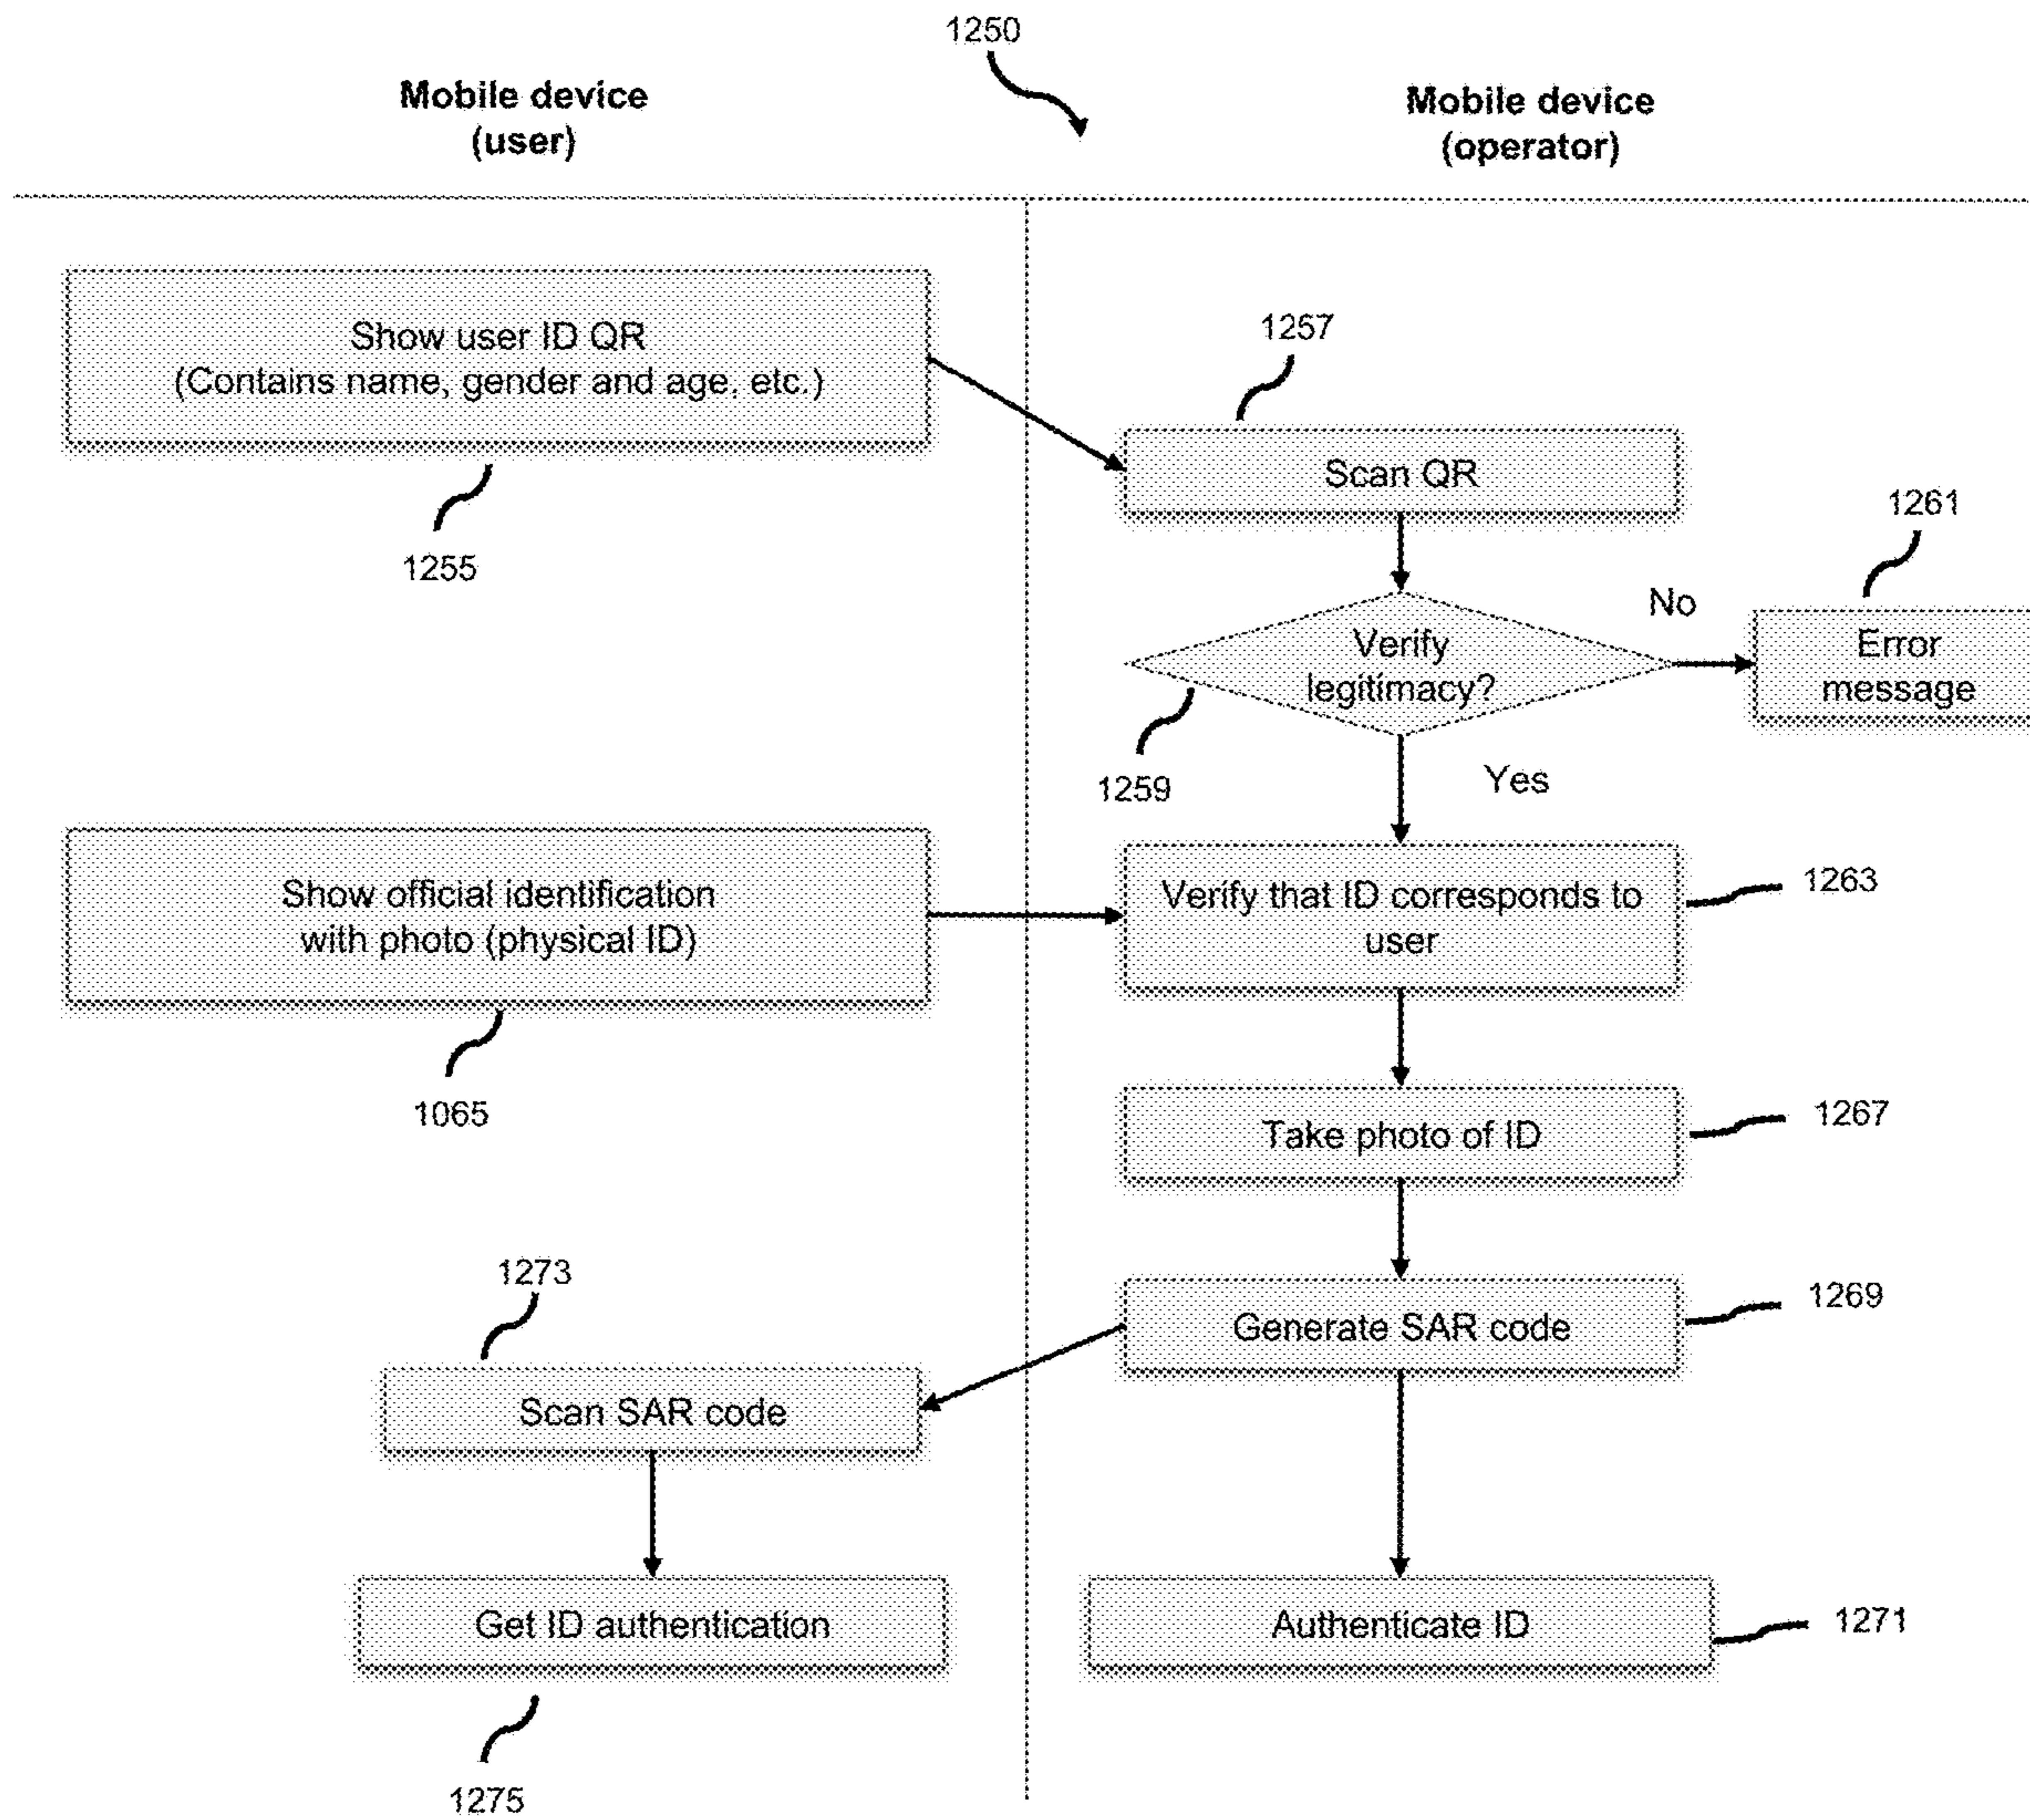 1250
Mobile device
(user)
Mobile device
(operator)
Show user ID QR
(Contains name, gender and age, etc.)
1255
1257
Scan QR
1261
No
Error
message
Verify
legitimacy?
1259
Yes
Show official identification
with photo (physical ID)
1065
Verify that ID corresponds to
user
1263
Take photo of ID
1267
1273
Generate SAR code
1269
Scan SAR code
Get ID authentication
1275
Authenticate ID
1271